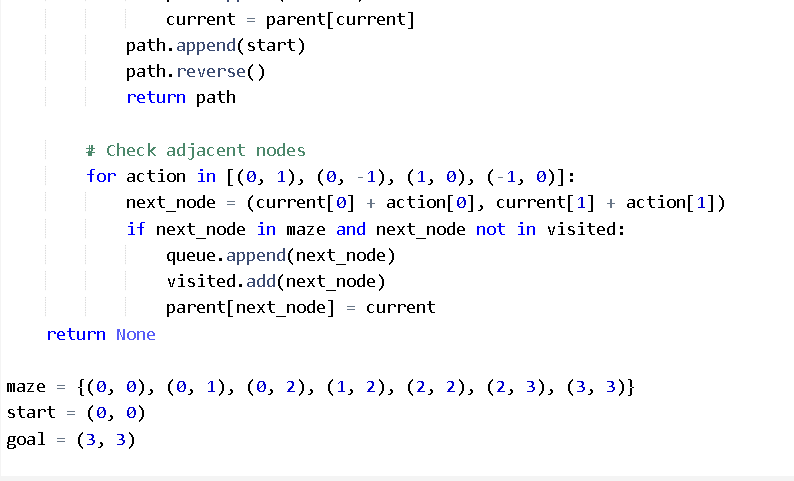 current = parent[current]
path.append(start)
path.reverse()
return path
# Check adjacent nodes
for action in [(0, 1), (0, -1), (1, 0), (-1, 0)]:
next_node = (current[0] + action[0], current[1] + action[1])
if next_node in maze and next_node not in visited:
queue.append(next_node)
visited.add(next_node)
parent[next_node] = current
return None
maze = {(0, 0), (0, 1), (0, 2), (1, 2), (2, 2), (2, 3), (3, 3)}
start = (0, 0)
goal = (3, 3)